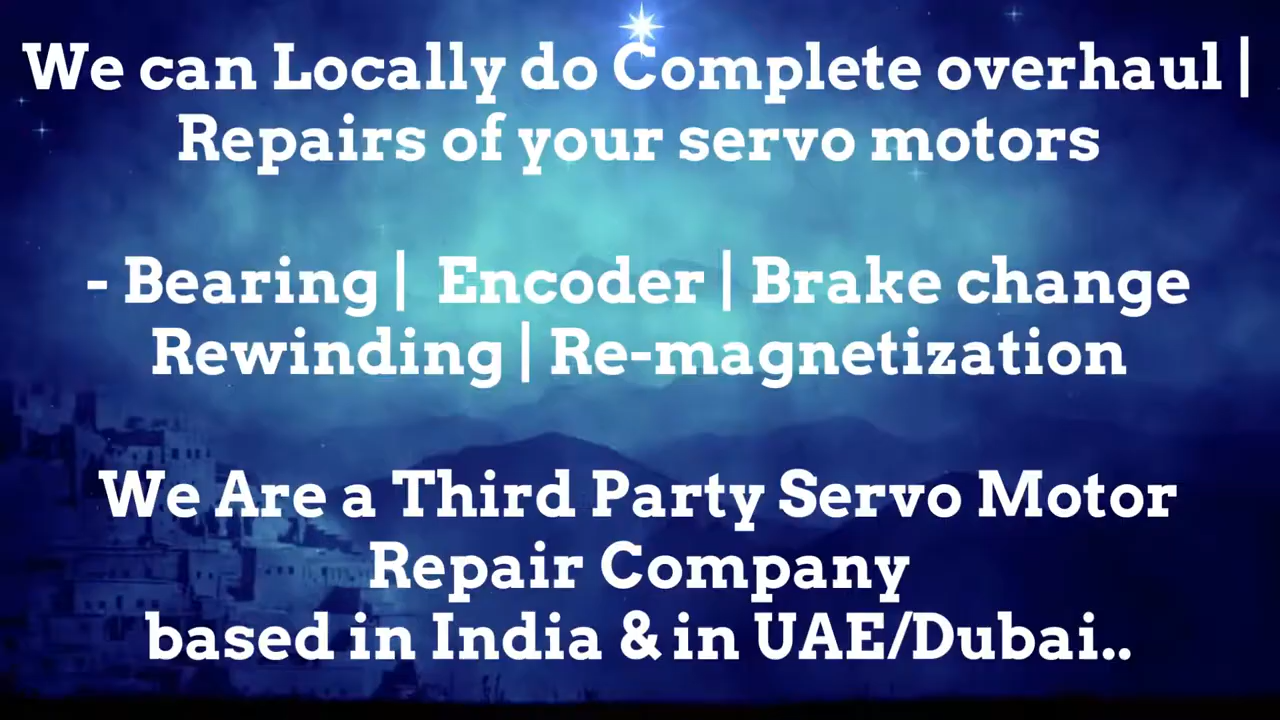 We can Locally do Complete overhaul |
Repairs of your servo motors
- Bearing | Encoder | Brake change
Rewinding | Re-magnetization
We Are a Third Party Servo Motor
Repair Company
based in India & in UAE/Dubai..